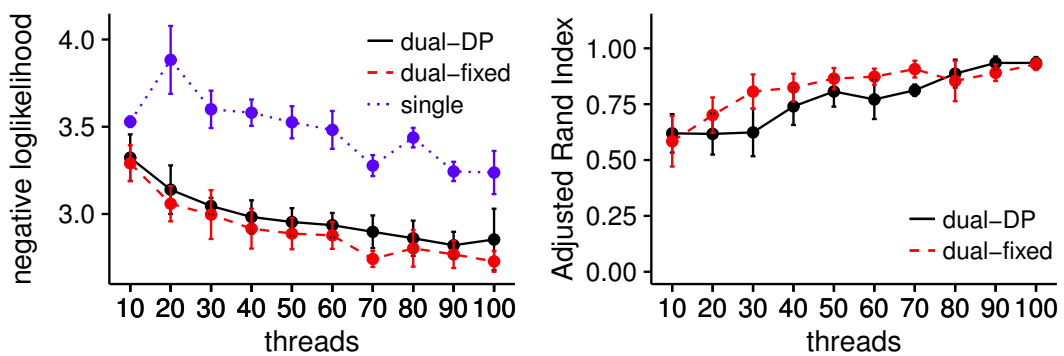 negative loglikelihood
4.0
3.5
3.0
dual−DP
dual−fixed
single
10 20 30 40 50 60 70 80 90 100
threads
Adjusted Rand Index
1.00
0.75
0.50
0.25
0.00
dual−DP
dual−fixed
10 20 30 40 50 60 70 80 90 100
threads